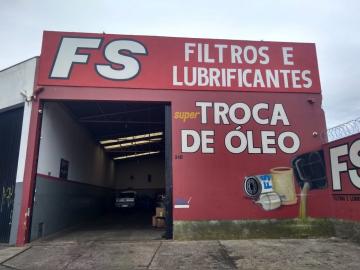 FS
FILTROS E
LUBRIFICANTES
super
TROCA
DE ÓLEO
FS